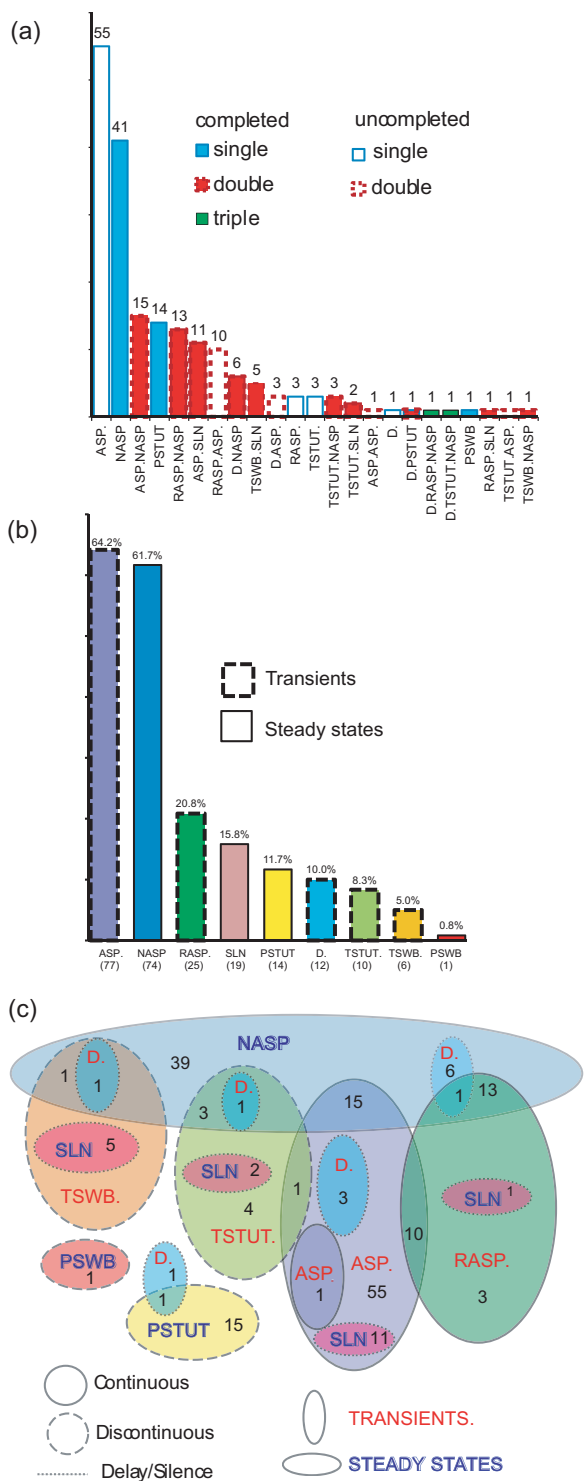 (a)
55
41
15
14
13
11
10
6
5
3
3
3
3
2
1
1
1
1
1
1
1
1
1
completed
uncompleted
single
double
triple
single
double
ASP.
NASP
ASP.NASP
PSTUT
RASP.NASP
ASP.SLN
RASP.ASP.
D.NASP
TSWB.SLN
D.ASP.
RASP.
TSTUT.
TSTUT.NASP
TSTUT.SLN
ASP.ASP.
D.
D.PSTUT
D.RASP.NASP
D.TSTUT.NASP
PSWB
RASP.SLN
TSTUT.ASP.
TSWB.NASP
(b)
64.2%
61.7%
20.8%
15.8%
11.7%
10.0%
8.3%
5.0%
0.8%
Transients
Steady states
ASP. NASP RASP. SLN PSTUT D. TSTUT. TSWB. PSWB
(77) (74) (25) (19) (14) (12) (10) (6) (1)
(c)
NASP
39
D.
1
1
SLN 5
TSWB.
D.
1
3
SLN 2
4
TSTUT.
1
15
D.
3
ASP.
1
ASP.
55
SLN 11
10
D.
6
1
13
SLN 1
RASP.
3
PSWB
1
D.
1
1
PSTUT
15
Continuous
Discontinuous
Delay/Silence
TRANSIENTS.
STEADY STATES